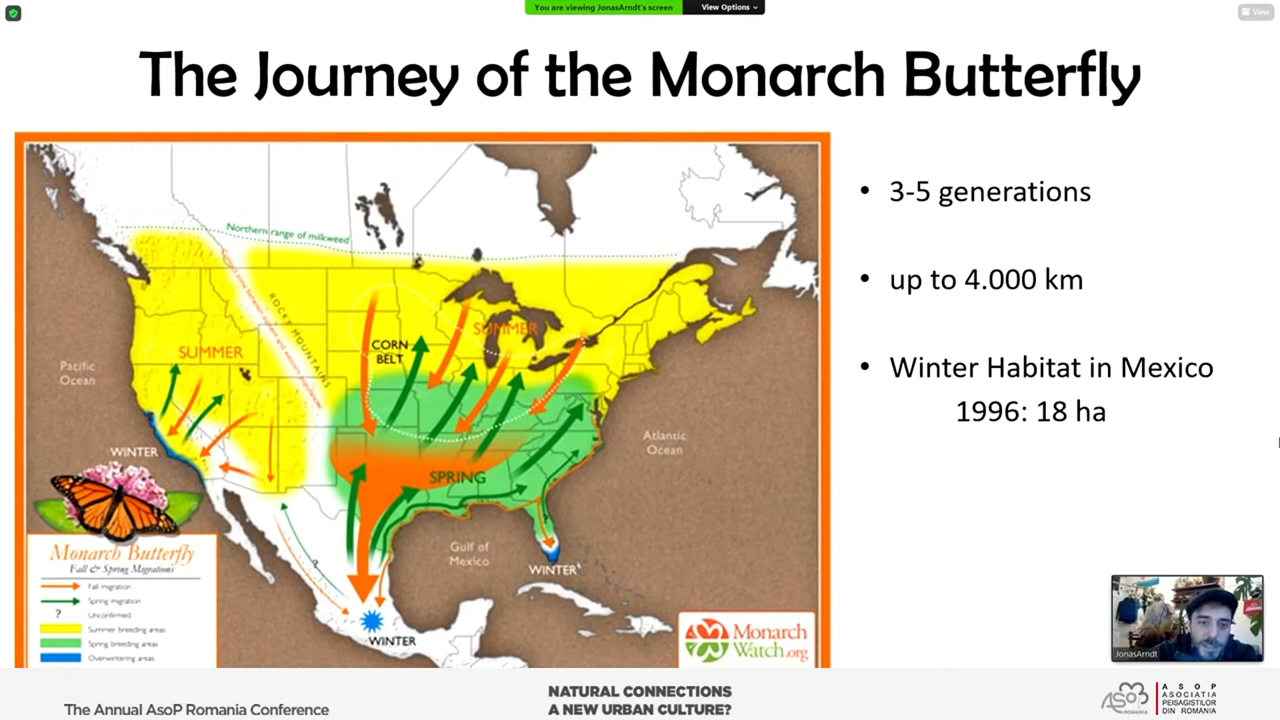 You are viewing JonasArndt's screen
View Options
View
The Journey of the Monarch Butterfly
Northern range of milkweed
ROCKY MOUNTAINS
SUMMER
CORN
BELT
SUMMER
Pacific
Ocean
WINTER
SPRING
Atlantic
Ocean
Gulf of
Mexico
WINTER
?
WINTER
Monarch Butterfly
Fall & Spring Migrations
Fall migration
Spring migration
? Unconfirmed
Summer breeding areas
Spring breeding areas
Overwintering areas
Monarch
Watch.org
• 3-5 generations
• up to 4.000 km
• Winter Habitat in Mexico
1996: 18 ha
JonasArndt
The Annual AsoP Romania Conference
NATURAL CONNECTIONS
A NEW URBAN CULTURE?
ASoP
ROMANIA
A S O P
ASOCIATIA
PEISAGISTILOR
DIN ROMANIA